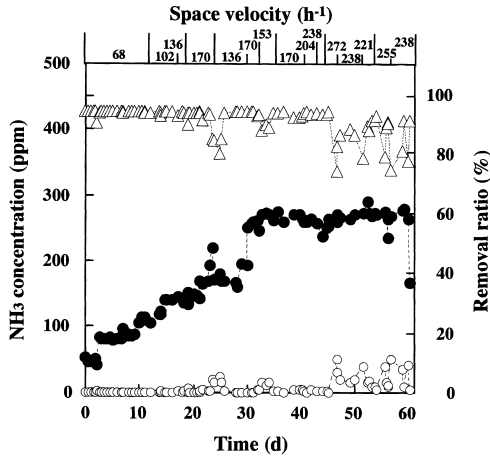 Space velocity (h-1)
68 102 136 170 136 170 153 170 204 238 272 238 221 255 238
500
400
300
200
100
0
NH3 concentration (ppm)
100
80
60
40
20
0
Removal ratio (%)
0 10 20 30 40 50 60
Time (d)